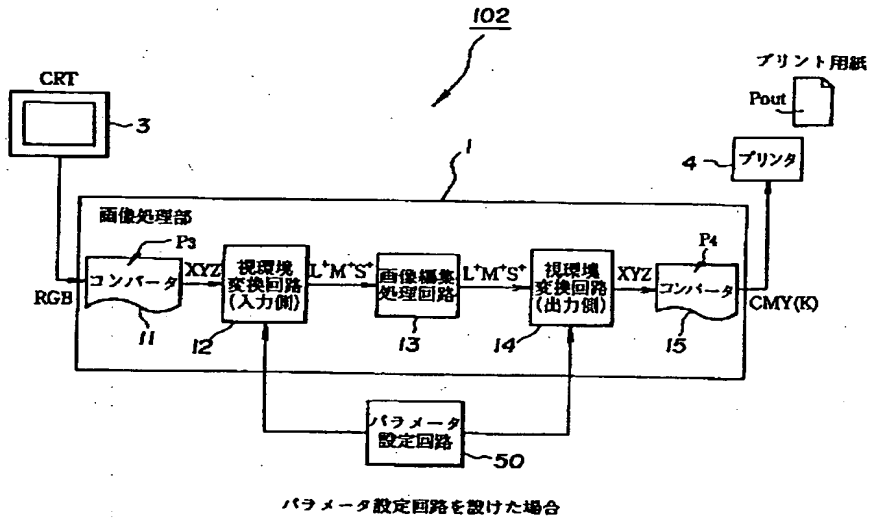 102
CRT
3
プリント用紙
Pout
4
プリンタ
1
画像処理部
P3
コンバータ
11
RGB
XYZ
視環境
変換回路
(入力側)
12
L+M+S+
画像編集
処理回路
13
L+M+S+
視環境
変換回路
(出力側)
14
XYZ
P4
コンバータ
15
CMY(K)
パラメータ
設定回路
50
パラメータ設定回路を設けた場合